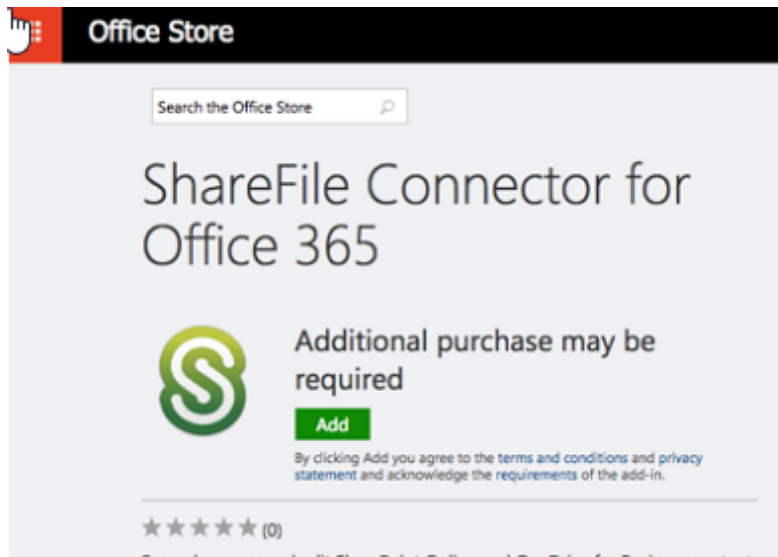 Office Store
Search the Office Store
ShareFile Connector for
Office 365
Additional purchase may be
required
Add
By clicking Add you agree to the terms and conditions and privacy
statement and acknowledge the requirements of the add-in.
(0)